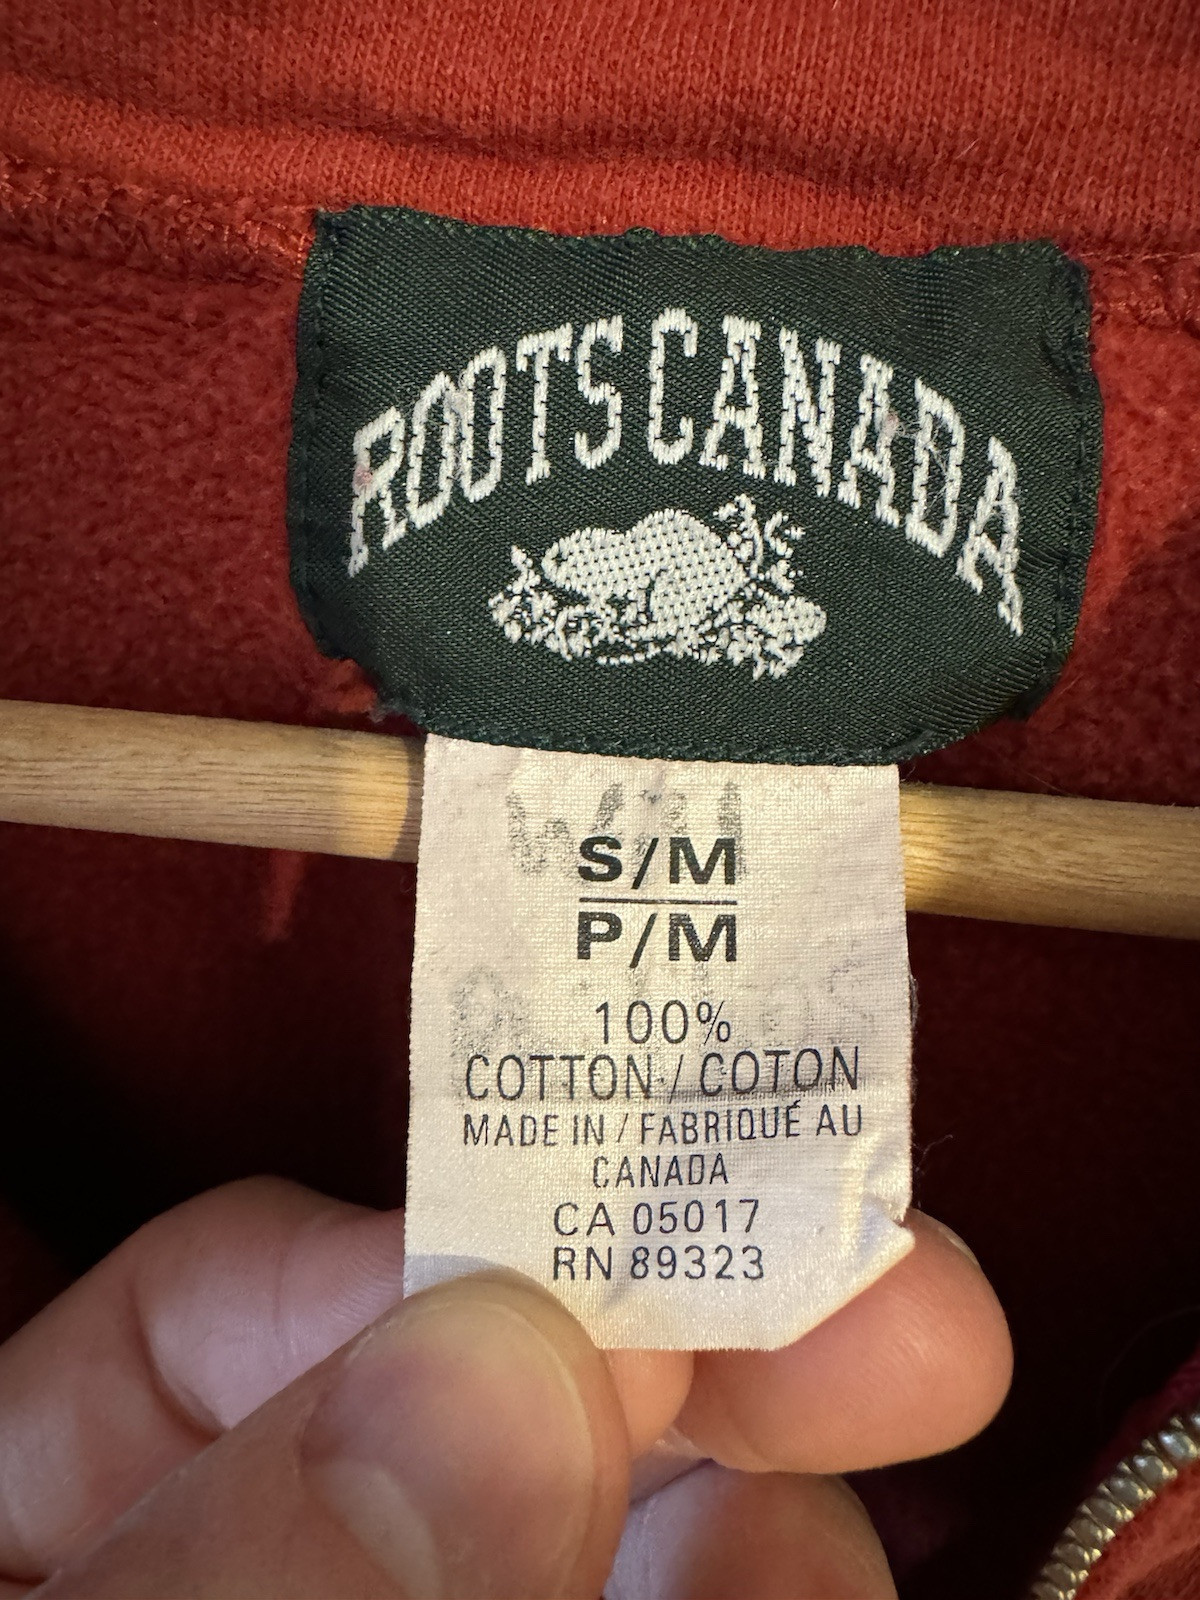 ROOTS CANADA
S/M
P/M
100%
COTTON / COTON
MADE IN / FABRIQUÉ AU
CANADA
CA 05017
RN 89323